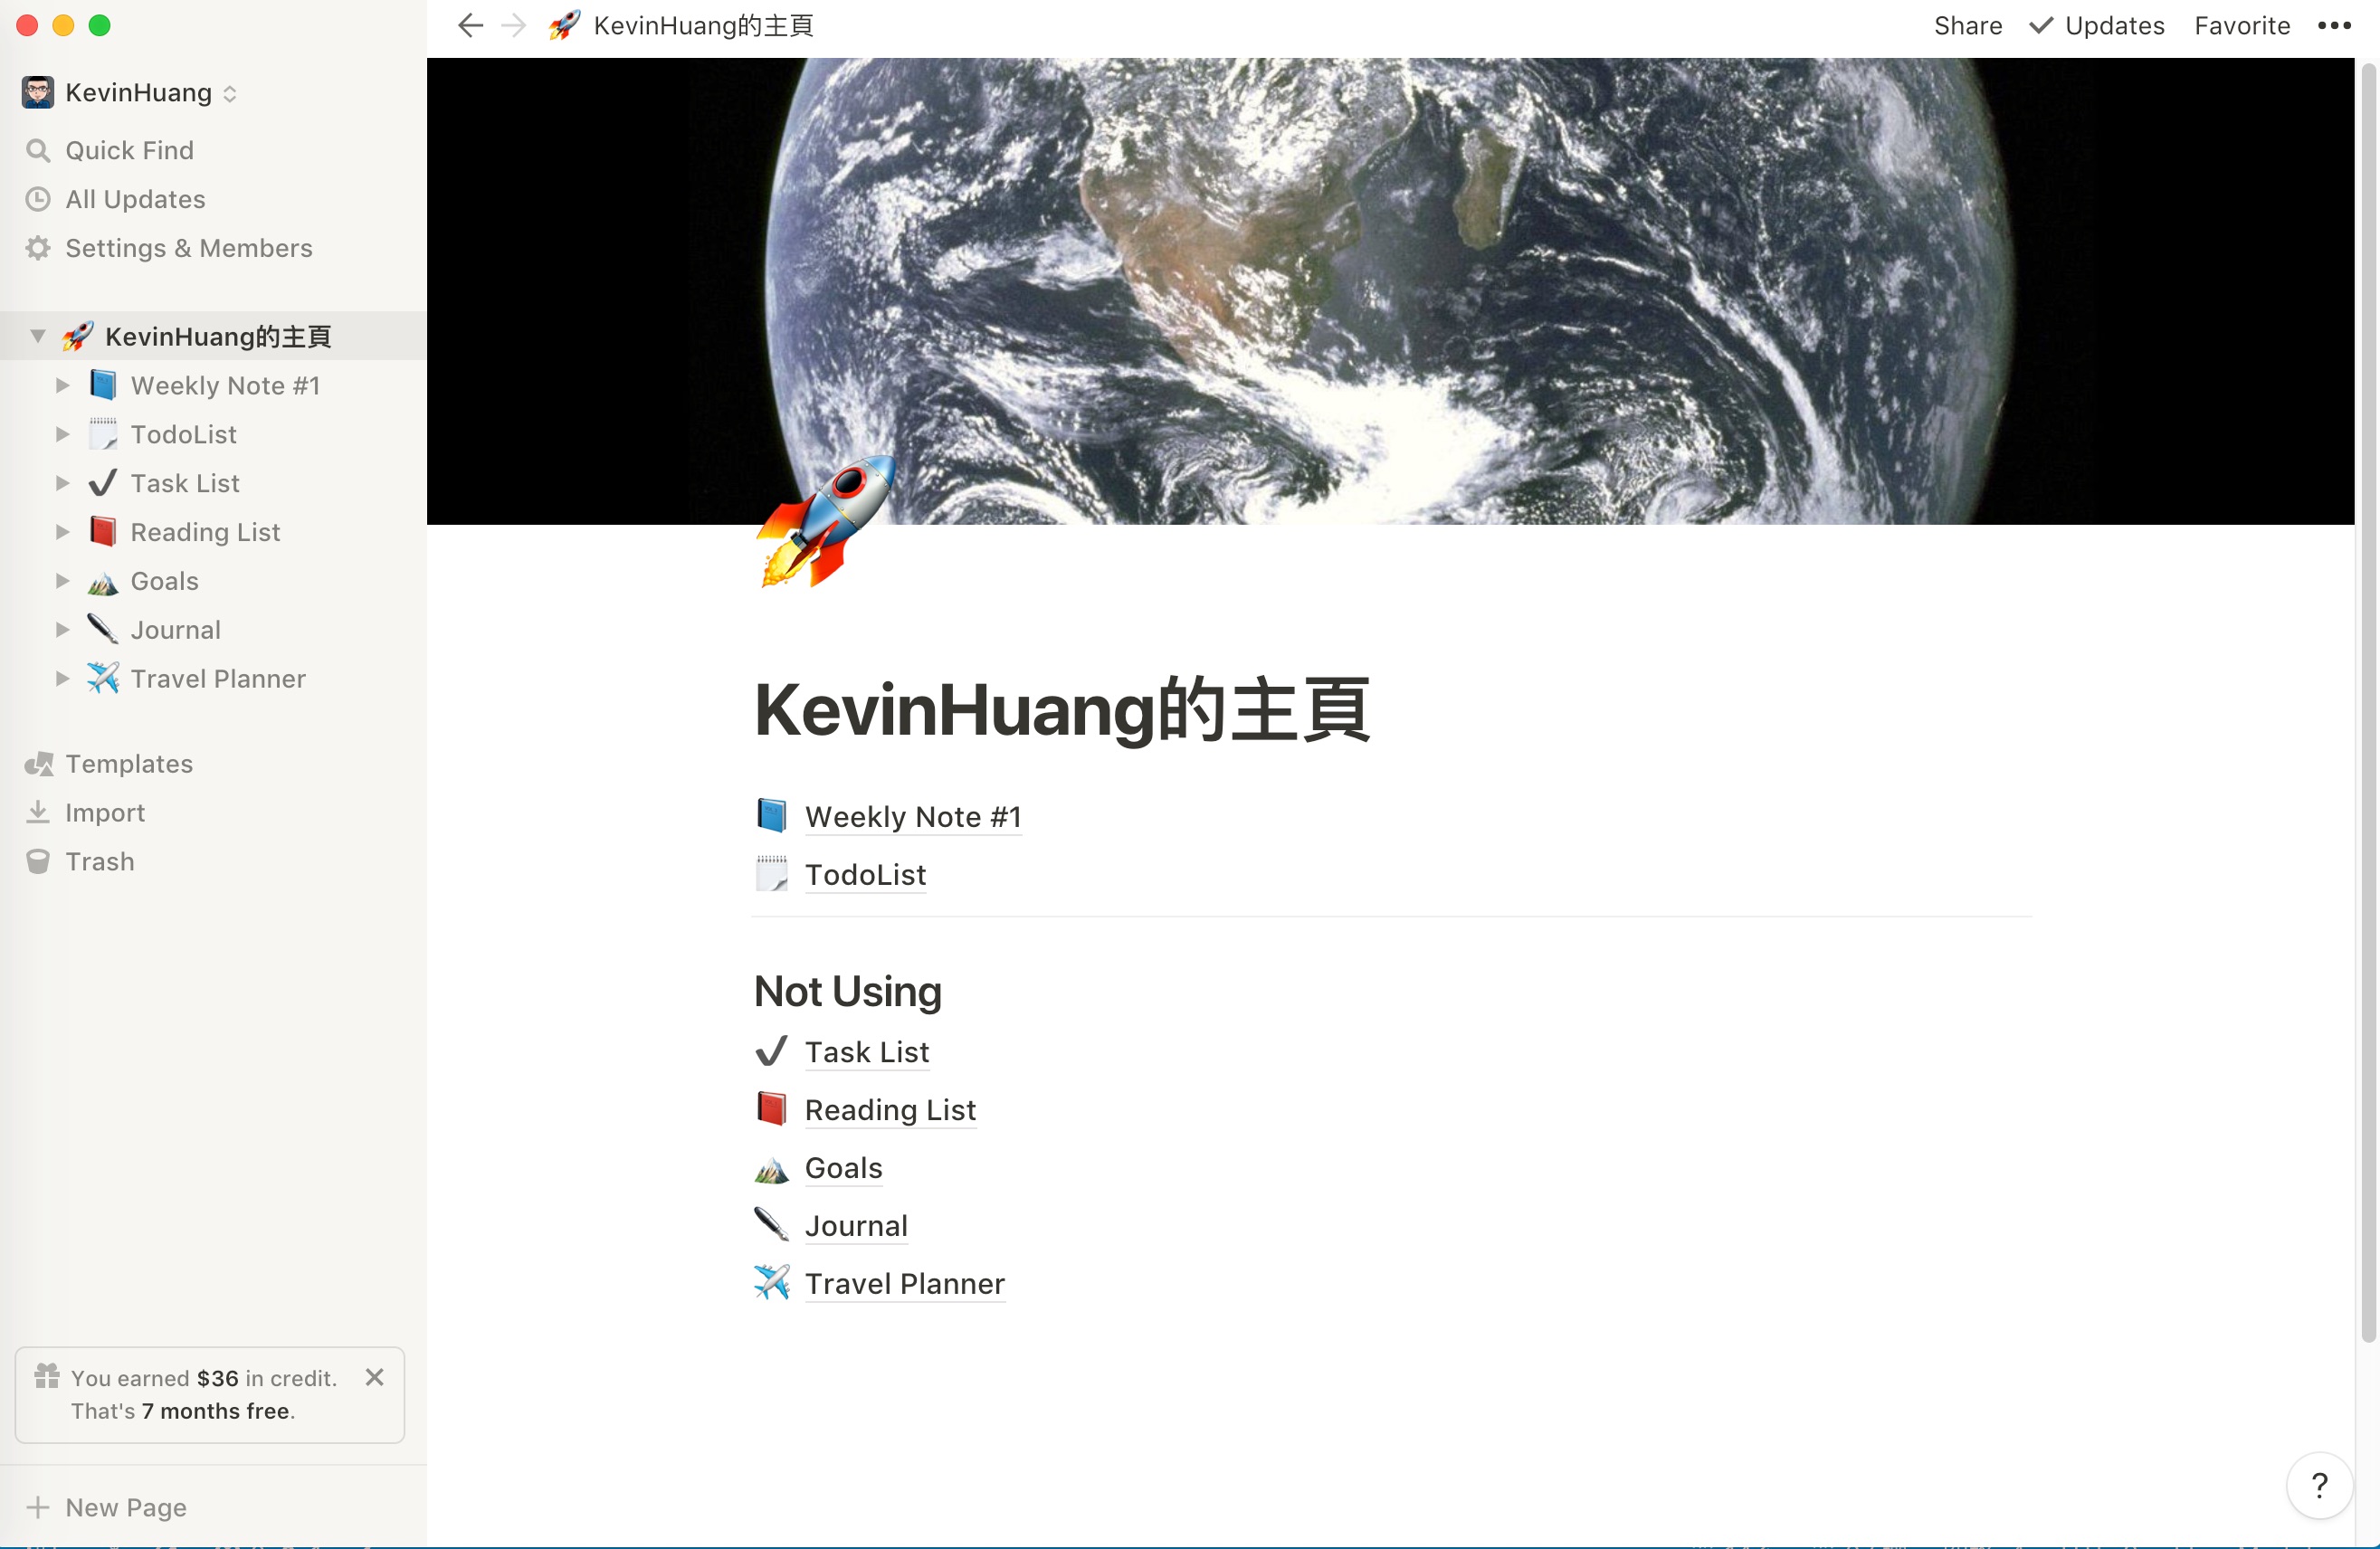 KevinHuang
Quick Find
All Updates
Settings & Members
KevinHuang的主頁
Weekly Note #1
TodoList
Task List
Reading List
Goals
Journal
Travel Planner
Templates
Import
Trash
You earned $36 in credit.
That's 7 months free.
New Page
KevinHuang的主頁
Share
Updates
Favorite
KevinHuang的主頁
Weekly Note #1
TodoList
Not Using
Task List
Reading List
Goals
Journal
Travel Planner
?